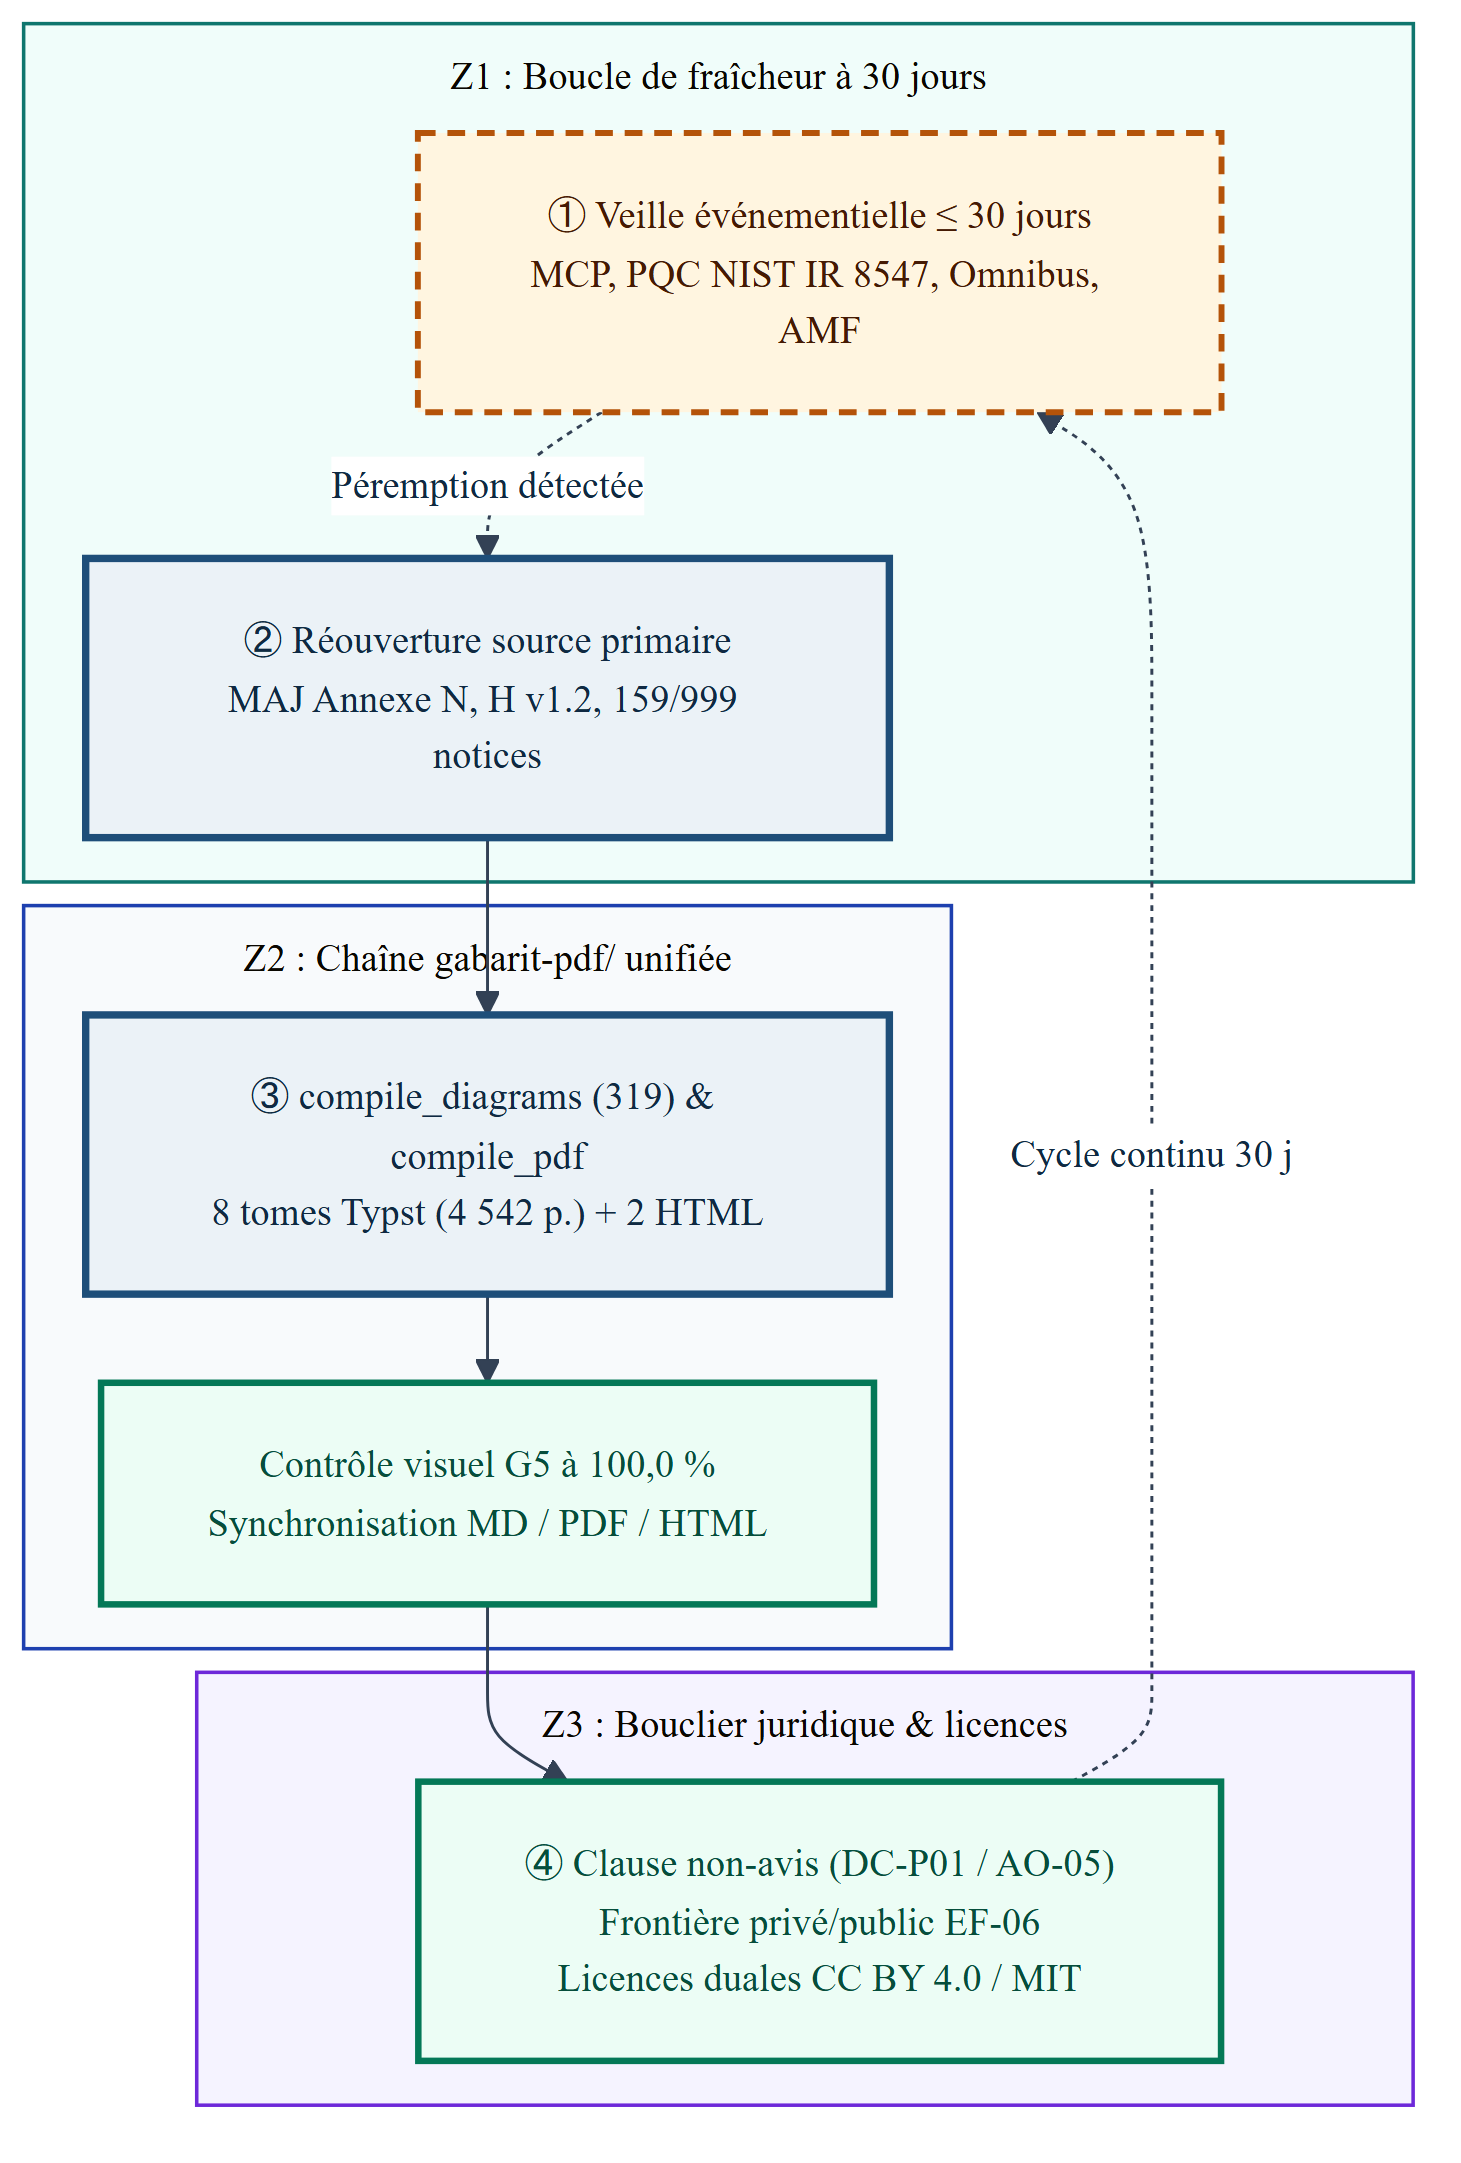 Z1 : Boucle de fraîcheur à 30 jours
① Veille événementielle ≤ 30 jours
MCP, PQC NIST IR 8547, Omnibus,
AMF
Péremption détectée
② Réouverture source primaire
MAJ Annexe N, H v1.2, 159/999
notices
Z2 : Chaîne gabarit-pdf/ unifiée
③ compile_diagrams (319) &
compile_pdf
8 tomes Typst (4 542 p.) + 2 HTML
Cycle continu 30 j
Contrôle visuel G5 à 100,0 %
Synchronisation MD / PDF / HTML
Z3 : Bouclier juridique & licences
④ Clause non-avis (DC-P01 / AO-05)
Frontière privé/public EF-06
Licences duales CC BY 4.0 / MIT